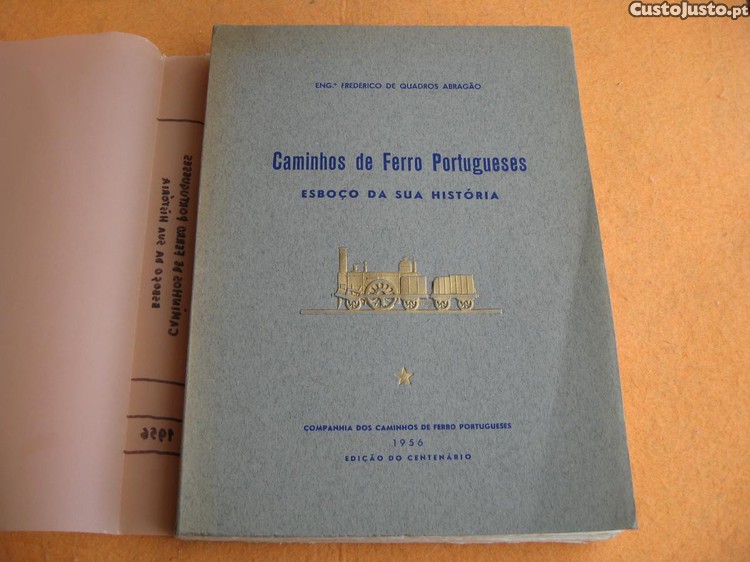 CustoJusto.pt
ENG.º FREDERICO DE QUADROS ABRAGÃO
Caminhos de Ferro Portugueses
ESBOÇO DA SUA HISTÓRIA
COMPANHIA DOS CAMINHOS DE FERRO PORTUGUESES
1956
EDIÇÃO DO CENTENÁRIO
CAMINHOS DE FERRO PORTUGUESES
ESBOÇO DA SUA HISTÓRIA
1956